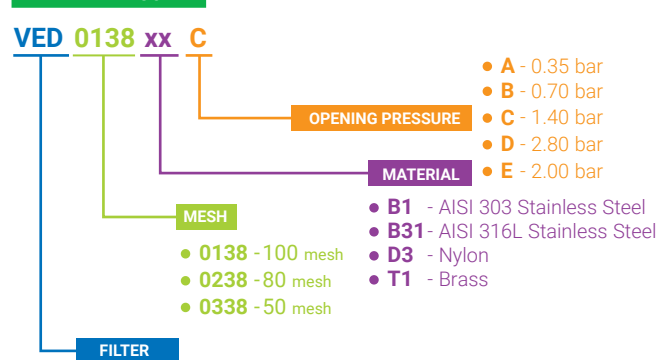 VED 0138 xx C
● A - 0.35 bar
● B - 0.70 bar
OPENING PRESSURE
● C - 1.40 bar
● D - 2.80 bar
● E - 2.00 bar
MATERIAL
● B1 - AISI 303 Stainless Steel
● B31 - AISI 316L Stainless Steel
● D3 - Nylon
● T1 - Brass
MESH
● 0138 - 100 mesh
● 0238 - 80 mesh
● 0338 - 50 mesh
FILTER